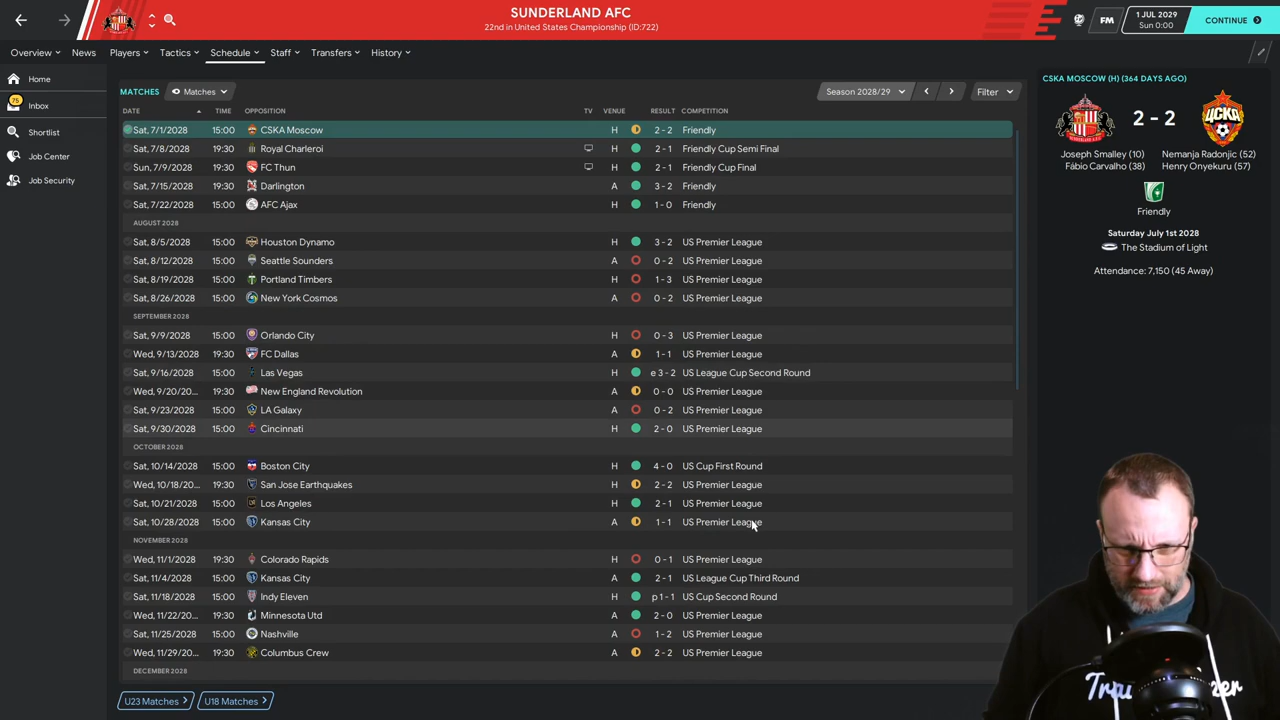 SUNDERLAND AFC
22nd in United States Championship (ID:722)
FM
1 JUL 2029
Sun 0:00
CONTINUE
Overview
News
Players
Tactics
Schedule
Staff
Transfers
History
Home
75
Inbox
Shortlist
Job Center
Job Security
MATCHES
Matches
Season 2028/29
Filter
DATE TIME OPPOSITION TV VENUE RESULT COMPETITION
Sat, 7/1/2028 15:00 CSKA Moscow H 2-2 Friendly
Sat, 7/8/2028 19:30 Royal Charleroi H 2-1 Friendly Cup Semi Final
Sun, 7/9/2028 19:30 FC Thun H 2-1 Friendly Cup Final
Sat, 7/15/2028 19:30 Darlington A 3-2 Friendly
Sat, 7/22/2028 15:00 AFC Ajax H 1-0 Friendly
AUGUST 2028
Sat, 8/5/2028 15:00 Houston Dynamo H 3-2 US Premier League
Sat, 8/12/2028 15:00 Seattle Sounders A 0-2 US Premier League
Sat, 8/19/2028 15:00 Portland Timbers H 1-3 US Premier League
Sat, 8/26/2028 15:00 New York Cosmos A 0-2 US Premier League
SEPTEMBER 2028
Sat, 9/9/2028 15:00 Orlando City H 0-3 US Premier League
Wed, 9/13/2028 19:30 FC Dallas A 1-1 US Premier League
Sat, 9/16/2028 15:00 Las Vegas H e 3-2 US League Cup Second Round
Wed, 9/20/20... 19:30 New England Revolution A 0-0 US Premier League
Sat, 9/23/2028 15:00 LA Galaxy A 0-2 US Premier League
Sat, 9/30/2028 15:00 Cincinnati H 2-0 US Premier League
OCTOBER 2028
Sat, 10/14/2028 15:00 Boston City H 4-0 US Cup First Round
Wed, 10/18/20... 19:30 San Jose Earthquakes H 2-2 US Premier League
Sat, 10/21/2028 15:00 Los Angeles H 2-1 US Premier League
Sat, 10/28/2028 15:00 Kansas City A 1-1 US Premier League
NOVEMBER 2028
Wed, 11/1/2028 19:30 Colorado Rapids H 0-1 US Premier League
Sat, 11/4/2028 15:00 Kansas City A 2-1 US League Cup Third Round
Sat, 11/18/2028 15:00 Indy Eleven H p 1-1 US Cup Second Round
Wed, 11/22/20... 19:30 Minnesota Utd A 2-0 US Premier League
Sat, 11/25/2028 15:00 Nashville A 1-2 US Premier League
Wed, 11/29/20... 19:30 Columbus Crew A 2-2 US Premier League
DECEMBER 2028
U23 Matches
U18 Matches
CSKA MOSCOW (H) (364 DAYS AGO)
2 - 2
Joseph Smalley (10)
Fábio Carvalho (38)
Nemanja Radonjic (52)
Henry Onyekuru (57)
Friendly
Saturday July 1st 2028
The Stadium of Light
Attendance: 7,150 (45 Away)